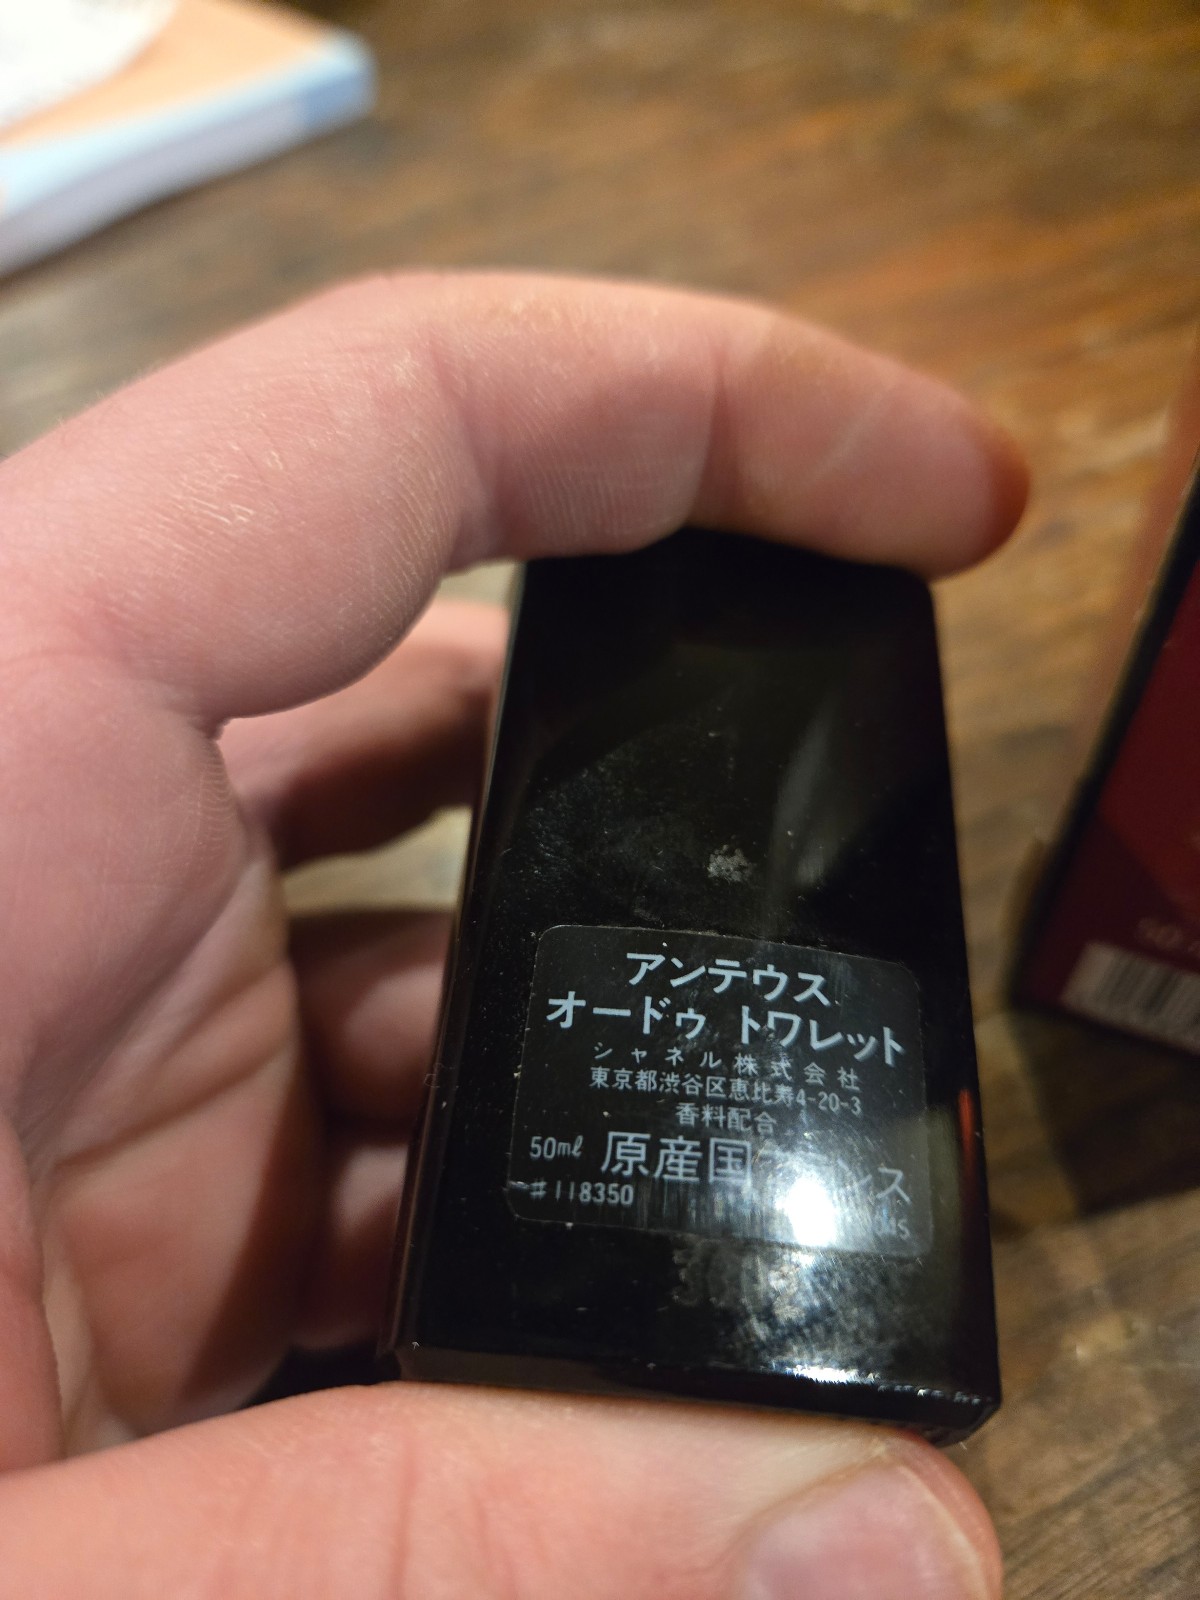 アンテウス
オードゥ トワレット
シャネル株式会社
東京都渋谷区恵比寿4-20-3
香料配合
50ml 原産国
#118350